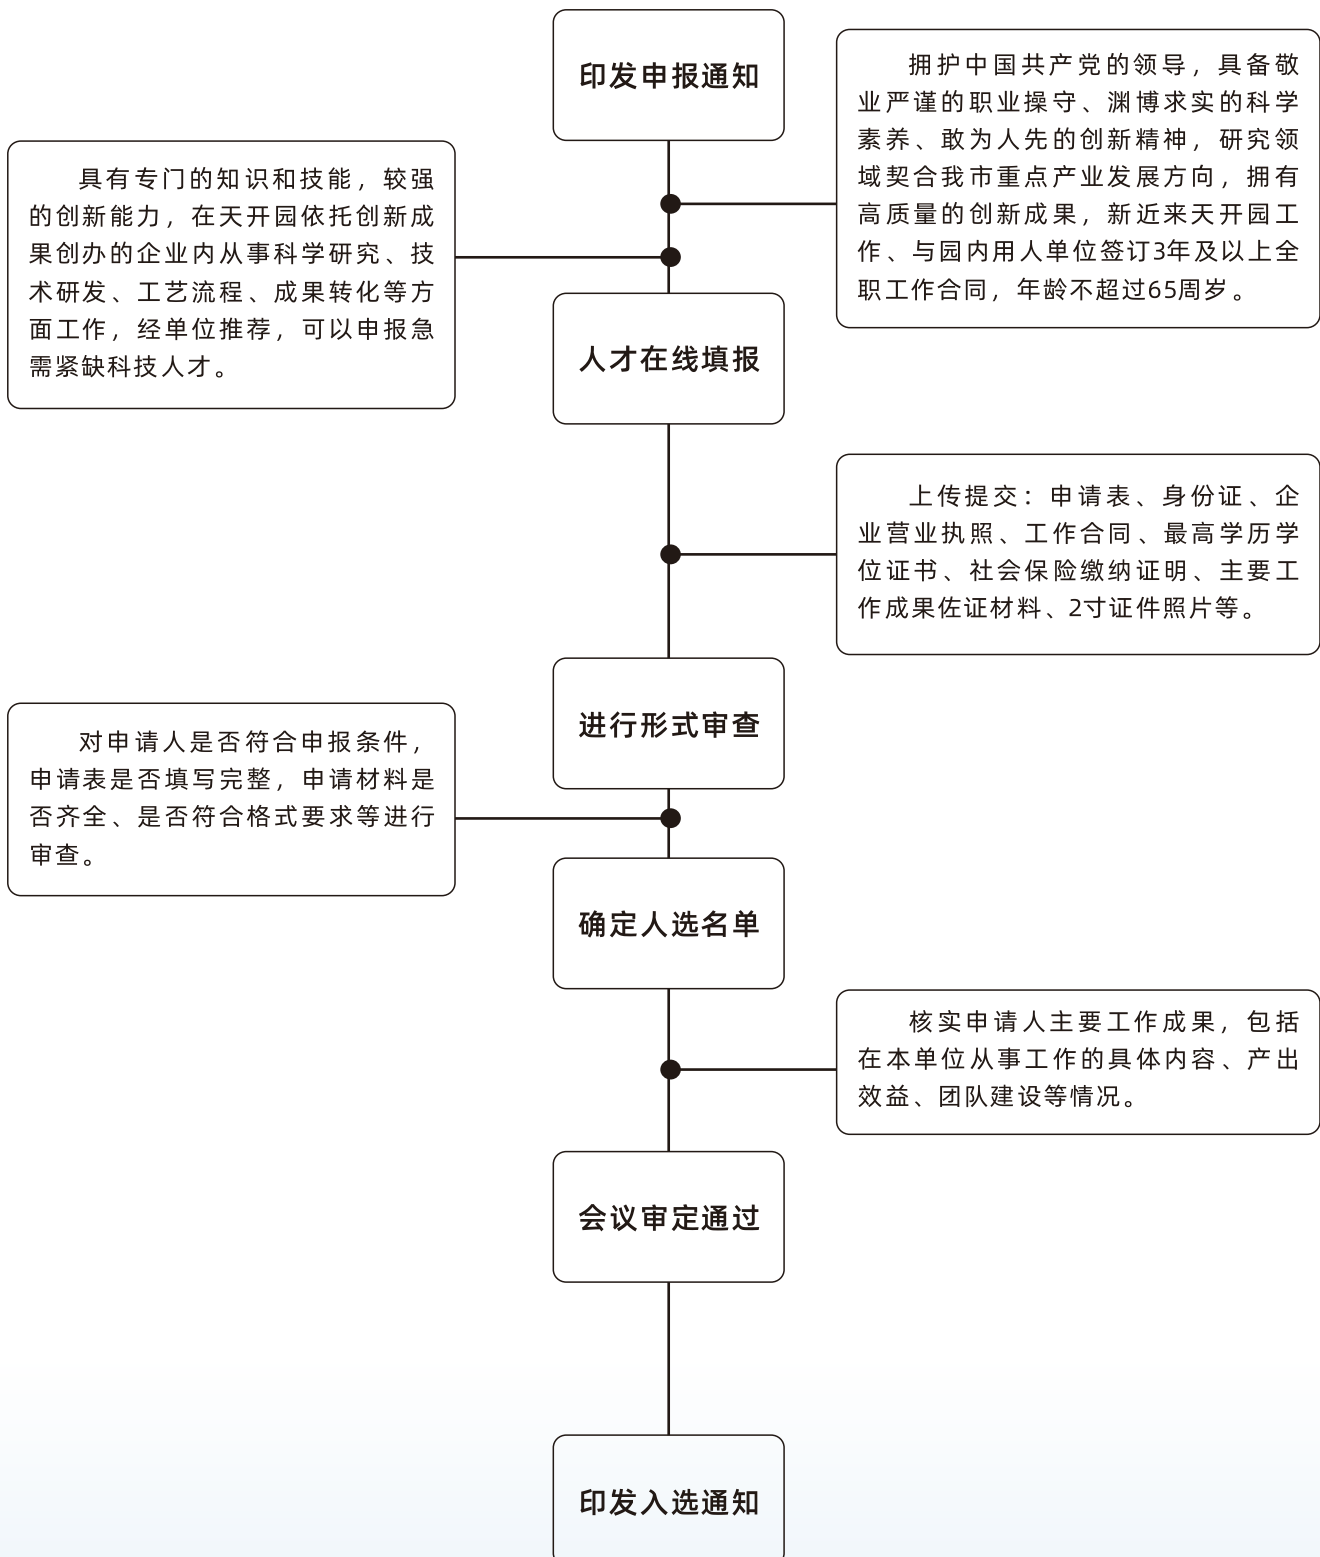 印发申报通知
拥护中国共产党的领导，具备敬
业严谨的职业操守、渊博求实的科学
素养、敢为人先的创新精神，研究领
域契合我市重点产业发展方向，拥有
高质量的创新成果，新近来天开园工
作、与园内用人单位签订3年及以上全
职工作合同，年龄不超过65周岁。
具有专门的知识和技能，较强
的创新能力，在天开园依托创新成
果创办的企业内从事科学研究、技
术研发、工艺流程、成果转化等方
面工作，经单位推荐，可以申报急
需紧缺科技人才。
人才在线填报
上传提交：申请表、身份证、企
业营业执照、工作合同、最高学历学
位证书、社会保险缴纳证明、主要工
作成果佐证材料、2寸证件照片等。
进行形式审查
对申请人是否符合申报条件，
申请表是否填写完整，申请材料是
否齐全、是否符合格式要求等进行
审查。
确定人选名单
核实申请人主要工作成果，包括
在本单位从事工作的具体内容、产出
效益、团队建设等情况。
会议审定通过
印发入选通知